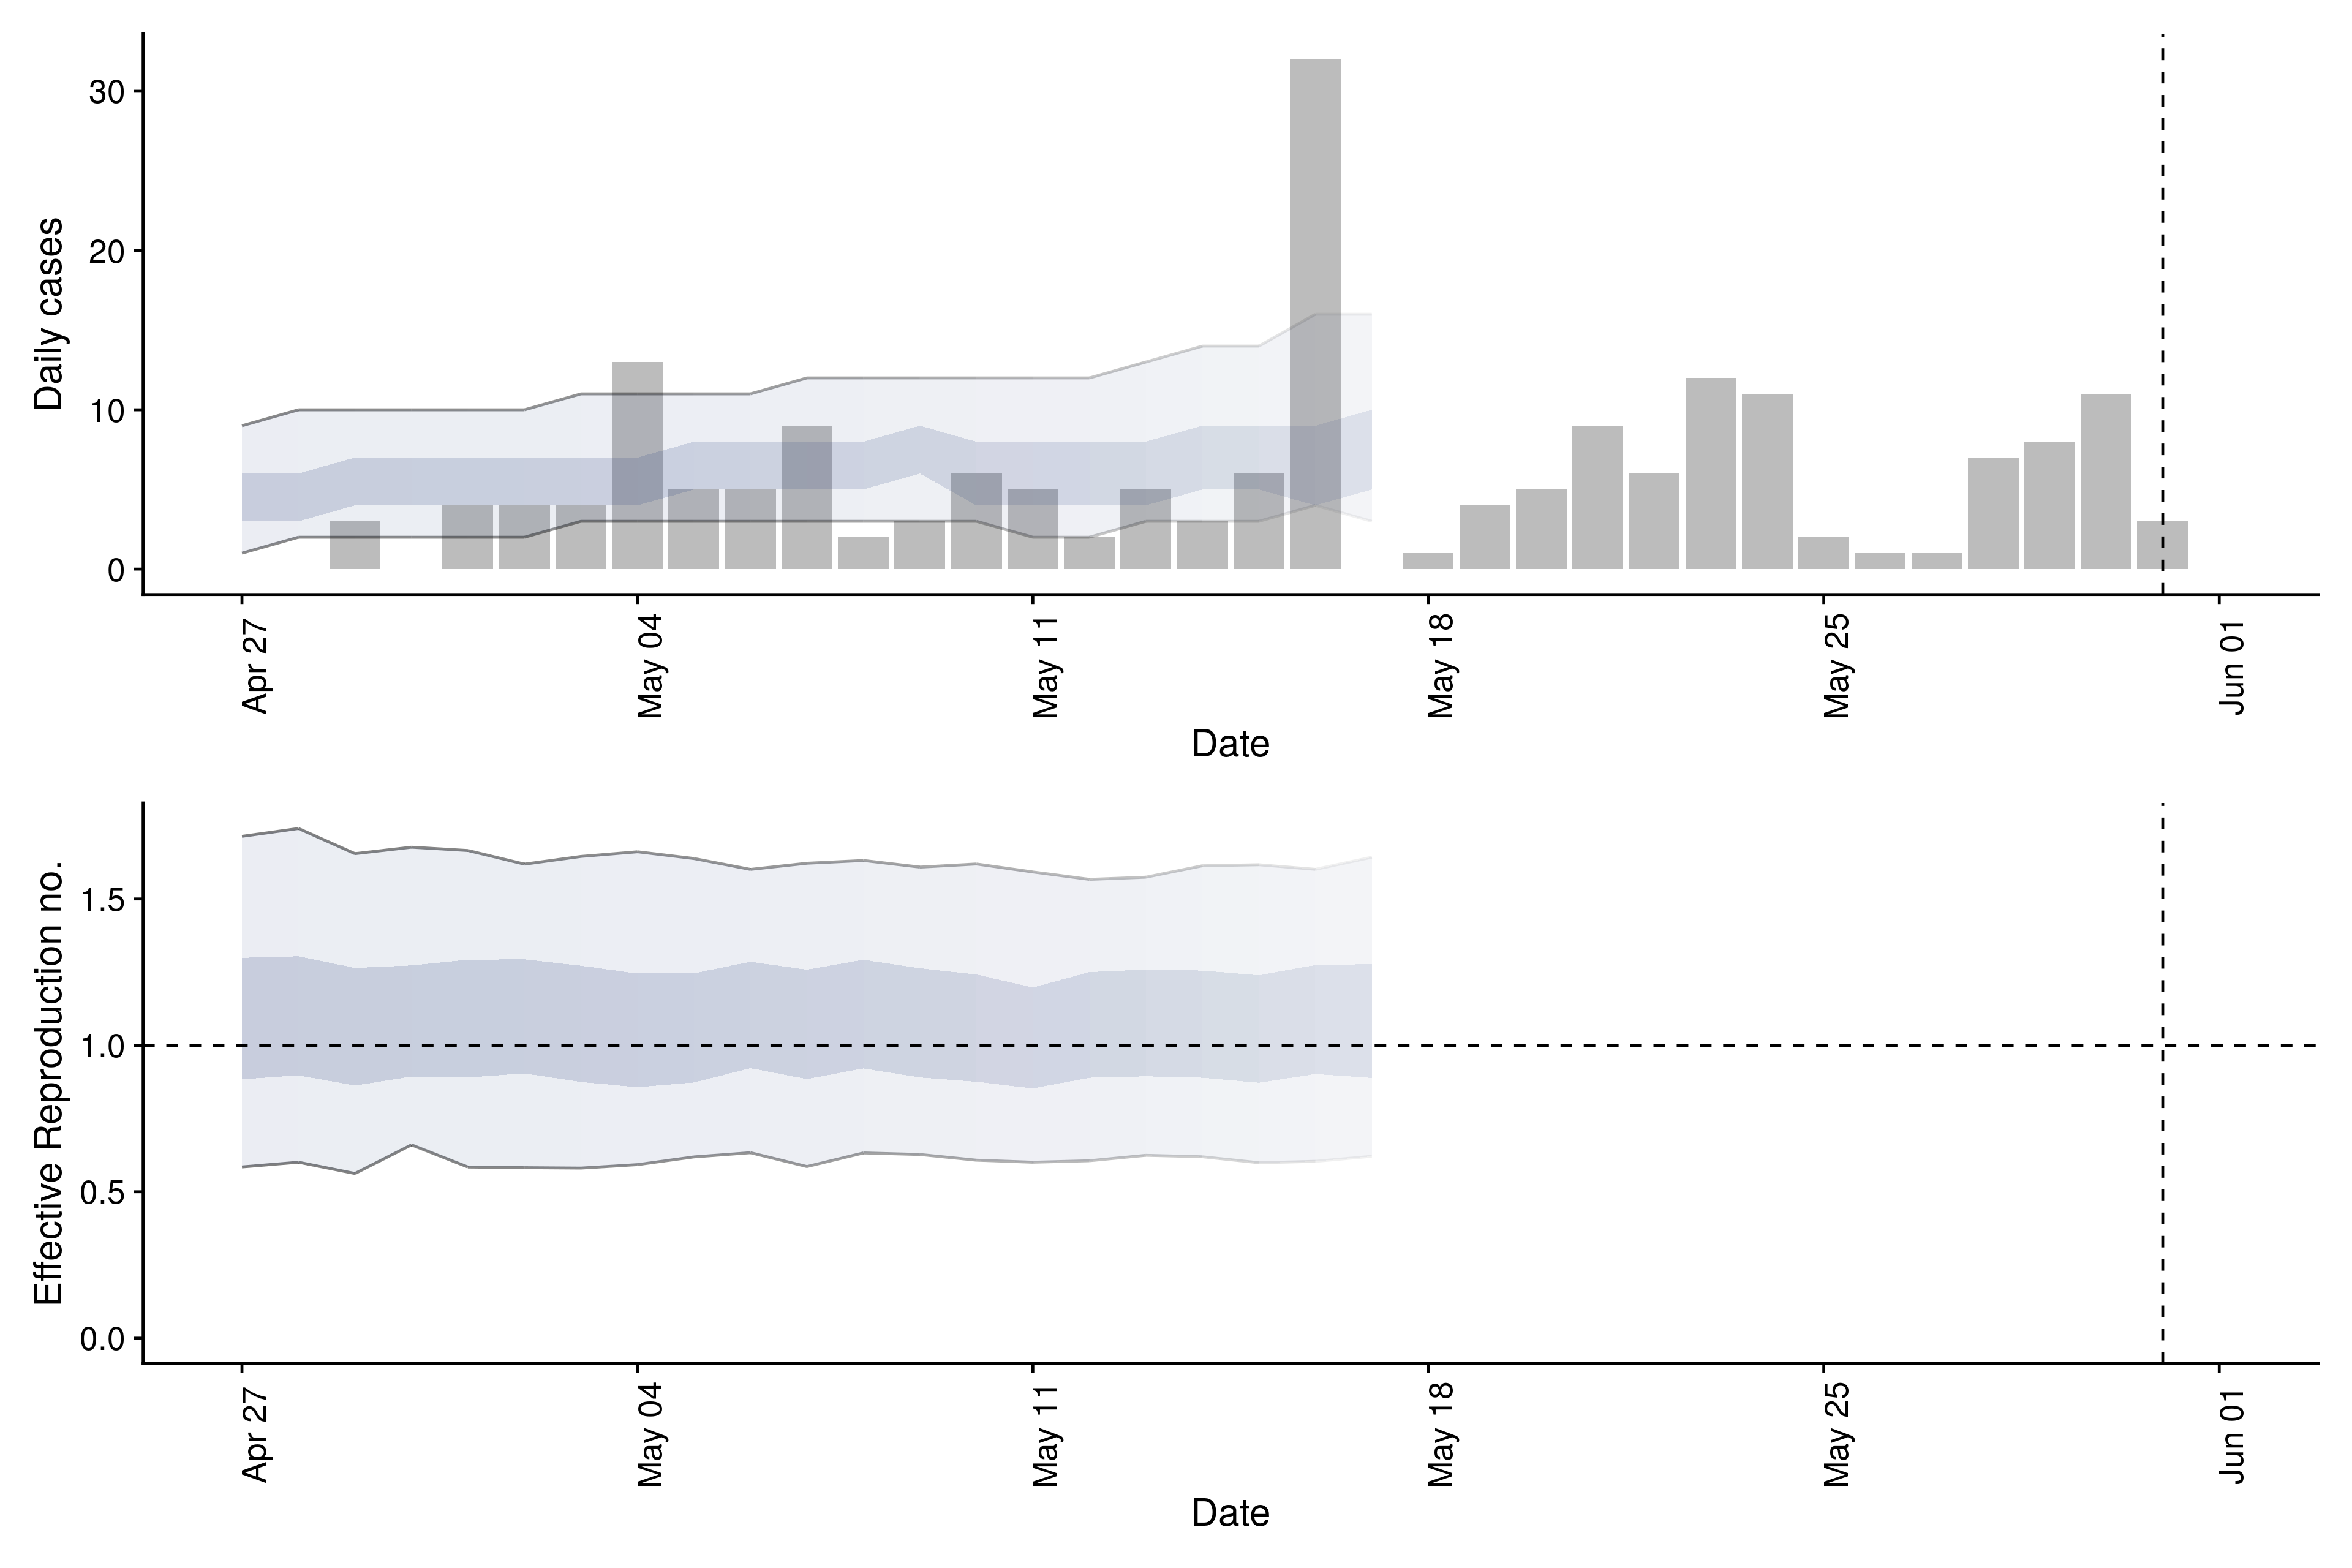 Daily cases
30
20
10
0
Apr 27
May 04
May 11
May 18
May 25
Jun 01
Date
Effective Reproduction no.
1.5
1.0
0.5
0.0
Apr 27
May 04
May 11
May 18
May 25
Jun 01
Date